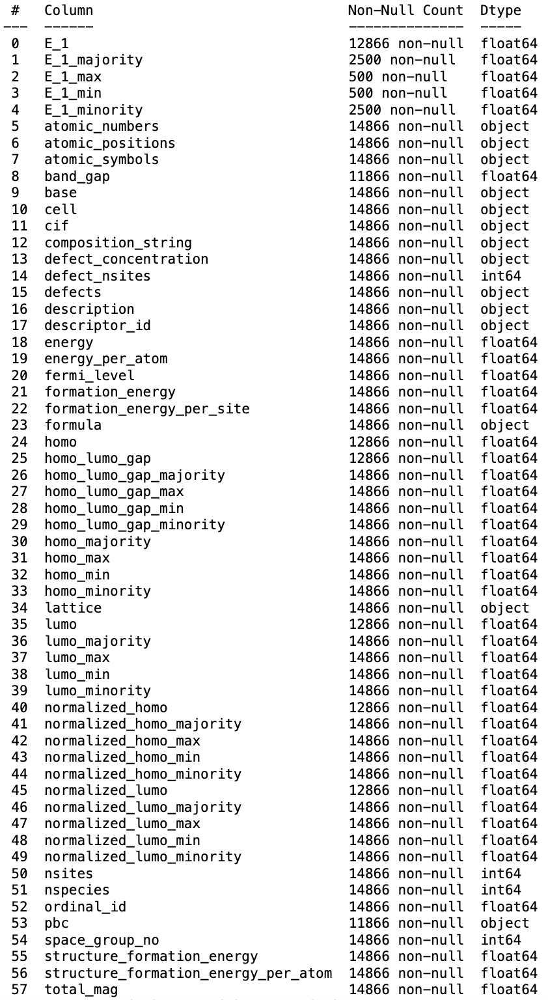 #   Column   Non-Null Count  Dtype
---  ------   --------------  -----
0   E_1   12866 non-null  float64
1   E_1_majority   2500 non-null  float64
2   E_1_max   500 non-null  float64
3   E_1_min   500 non-null  float64
4   E_1_minority   2500 non-null  float64
5   atomic_numbers   14866 non-null  object
6   atomic_positions   14866 non-null  object
7   atomic_symbols   14866 non-null  object
8   band_gap   11866 non-null  float64
9   base   14866 non-null  object
10  cell   14866 non-null  object
11  cif   14866 non-null  object
12  composition_string   14866 non-null  object
13  defect_concentration   14866 non-null  object
14  defect_nsites   14866 non-null  int64
15  defects   14866 non-null  object
16  description   14866 non-null  object
17  descriptor_id   14866 non-null  object
18  energy   14866 non-null  float64
19  energy_per_atom   14866 non-null  float64
20  fermi_level   14866 non-null  float64
21  formation_energy   14866 non-null  float64
22  formation_energy_per_site   14866 non-null  float64
23  formula   14866 non-null  object
24  homo   12866 non-null  float64
25  homo_lumo_gap   12866 non-null  float64
26  homo_lumo_gap_majority   14866 non-null  float64
27  homo_lumo_gap_max   14866 non-null  float64
28  homo_lumo_gap_min   14866 non-null  float64
29  homo_lumo_gap_minority   14866 non-null  float64
30  homo_majority   14866 non-null  float64
31  homo_max   14866 non-null  float64
32  homo_min   14866 non-null  float64
33  homo_minority   14866 non-null  float64
34  lattice   14866 non-null  object
35  lumo   12866 non-null  float64
36  lumo_majority   14866 non-null  float64
37  lumo_max   14866 non-null  float64
38  lumo_min   14866 non-null  float64
39  lumo_minority   14866 non-null  float64
40  normalized_homo   12866 non-null  float64
41  normalized_homo_majority   14866 non-null  float64
42  normalized_homo_max   14866 non-null  float64
43  normalized_homo_min   14866 non-null  float64
44  normalized_homo_minority   14866 non-null  float64
45  normalized_lumo   12866 non-null  float64
46  normalized_lumo_majority   14866 non-null  float64
47  normalized_lumo_max   14866 non-null  float64
48  normalized_lumo_min   14866 non-null  float64
49  normalized_lumo_minority   14866 non-null  float64
50  nsites   14866 non-null  int64
51  nspecies   14866 non-null  int64
52  ordinal_id   14866 non-null  float64
53  pbc   11866 non-null  object
54  space_group_no   14866 non-null  int64
55  structure_formation_energy   14866 non-null  float64
56  structure_formation_energy_per_atom   14866 non-null  float64
57  total_mag   14866 non-null  float64